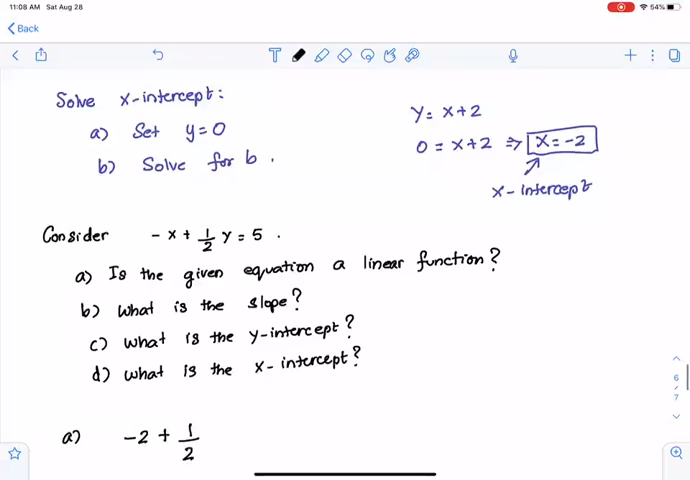 11:08 AM Sat Aug 28
54%
Back
Solve x-intercept:
a) Set y=0
b) Solve for b.
y = x+2
0 = x+2 ⇒ x = -2
x-intercept
Consider -x + 1/2 y = 5.
a) Is the given equation a linear function?
b) What is the slope?
c) What is the y-intercept?
d) What is the x-intercept?
a) -2 + 1/2
6
/
7